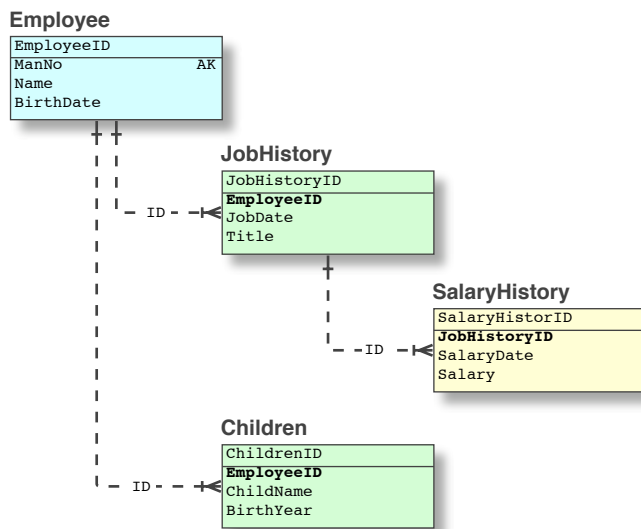 Employee
EmployeeID
ManNo AK
Name
BirthDate
JobHistory
JobHistoryID
EmployeeID
JobDate
Title
ID
SalaryHistory
SalaryHistorID
JobHistoryID
SalaryDate
Salary
ID
Children
ChildrenID
EmployeeID
ChildName
BirthYear
ID